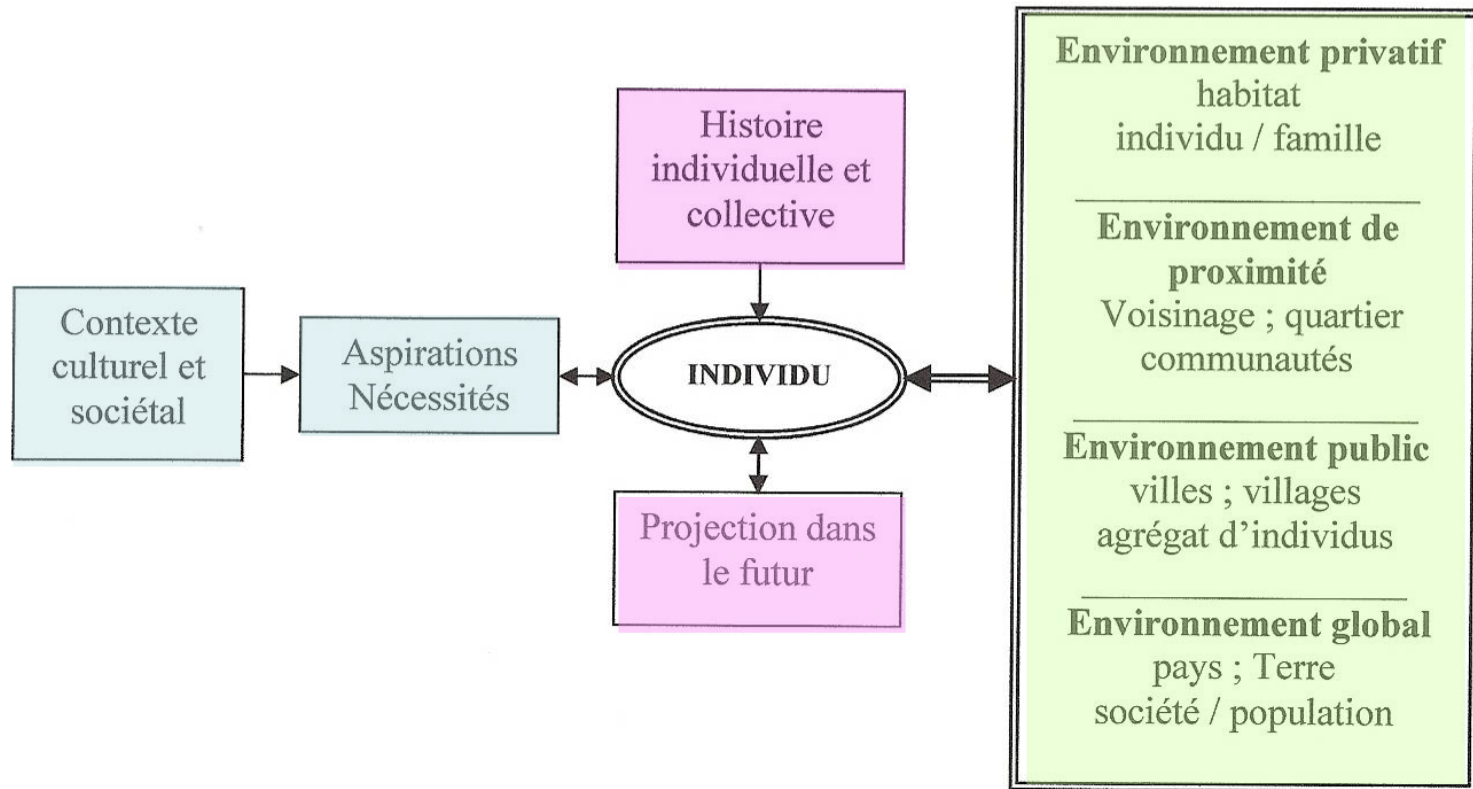 Contexte
culturel et
sociétal
Aspirations
Nécessités
Histoire
individuelle et
collective
INDIVIDU
Projection dans
le futur
Environnement privatif
habitat
individu / famille
Environnement de
proximité
Voisinage ; quartier
communautés
Environnement public
villes ; villages
agrégat d’individus
Environnement global
pays ; Terre
société / population